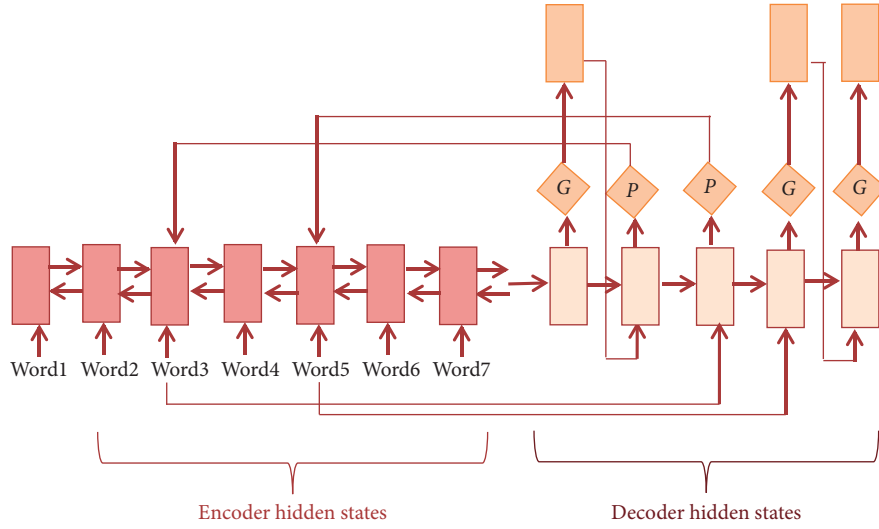 G P P G G
Word1 Word2 Word3 Word4 Word5 Word6 Word7
Encoder hidden states Decoder hidden states